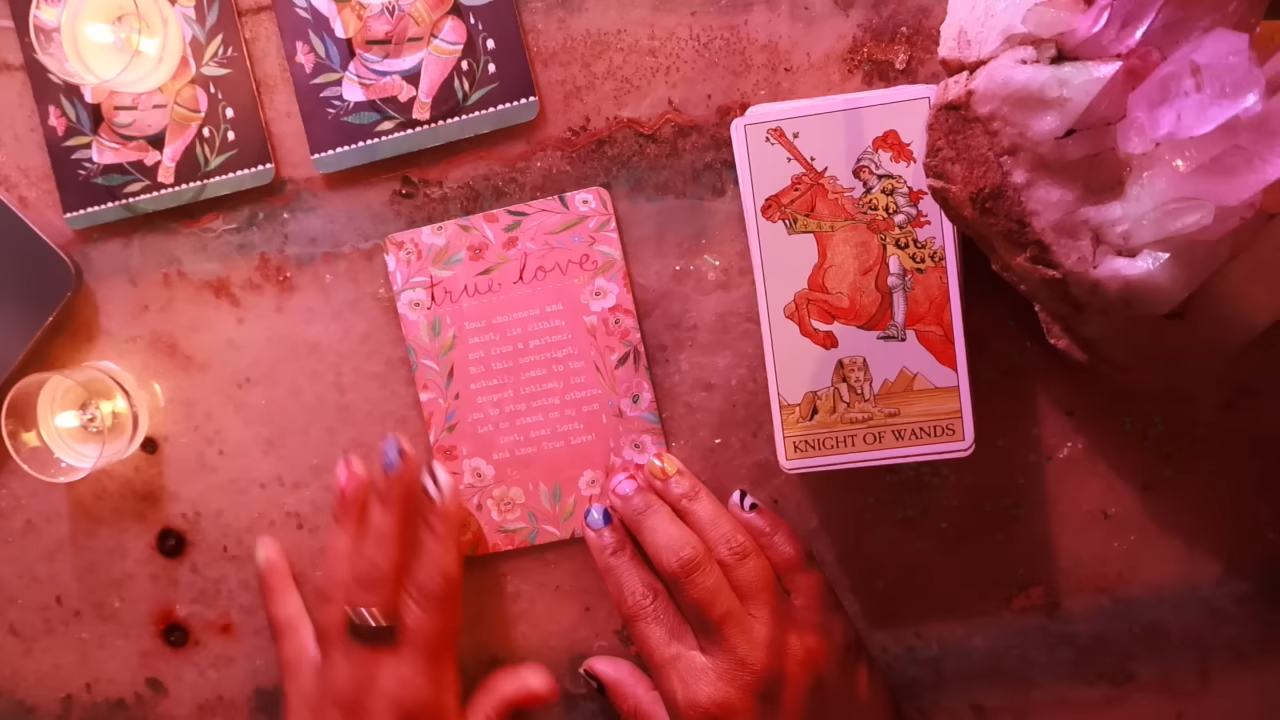 true love
Your wholeness and
safety lie within,
not from a partner.
But this sovereignty
actually leads to the
deepest intimacy for
you to stop using others.
Let me stand on my own
feet, dear Lord,
and know True Love!
KNIGHT OF WANDS